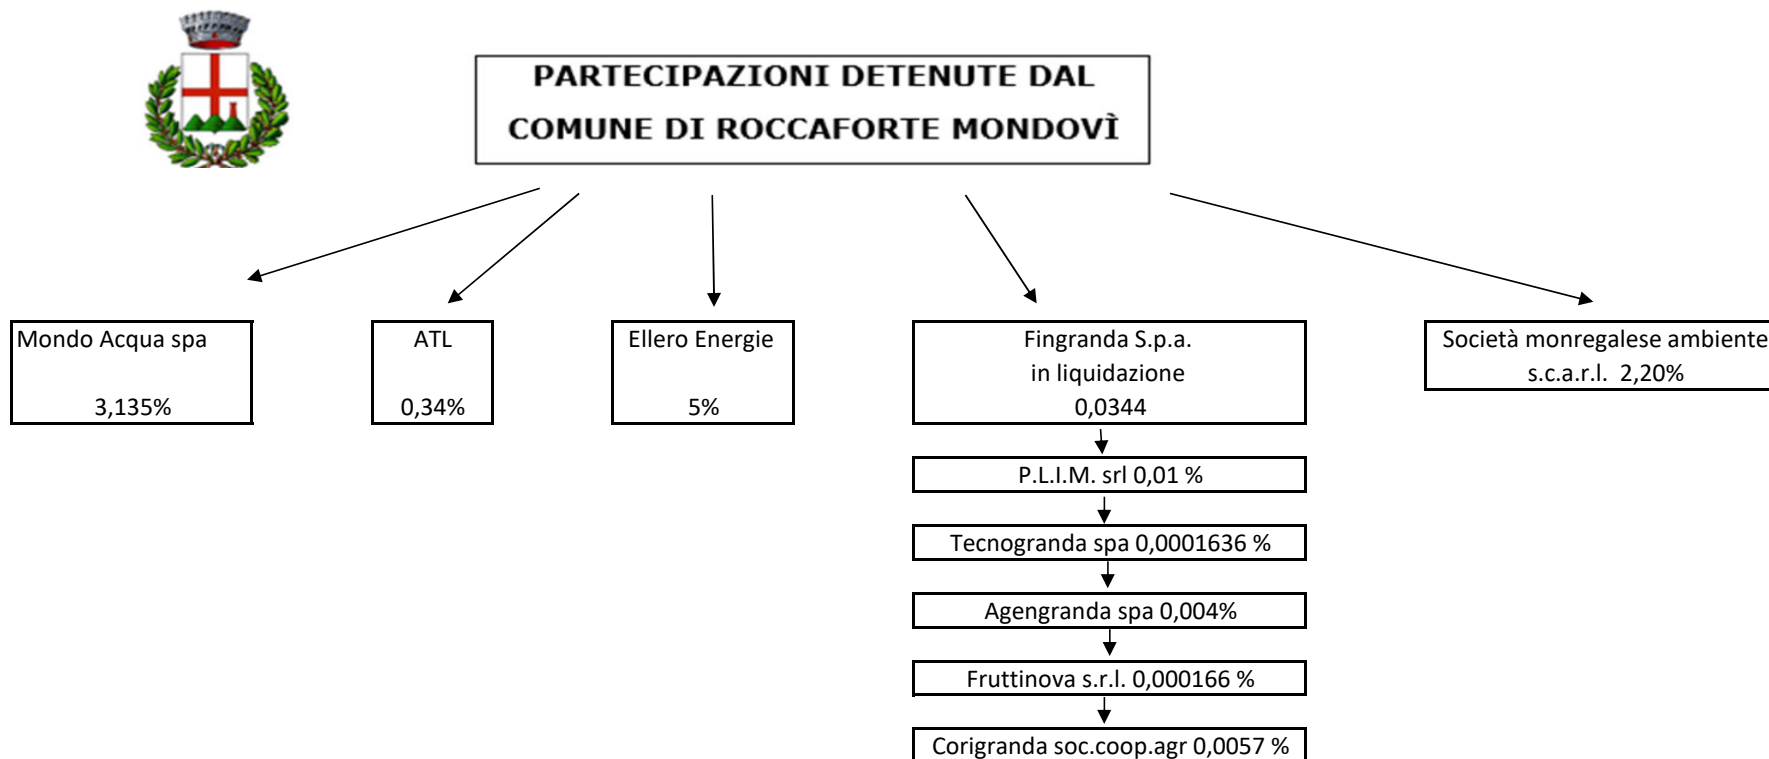 PARTECIPAZIONI DETENUTE DAL
COMUNE DI ROCCAFORTE MONDOVÌ
Mondo Acqua spa
3,135%
ATL
0,34%
Ellero Energie
5%
Fingranda S.p.a.
in liquidazione
0,0344
Società monregalese ambiente
s.c.a.r.l. 2,20%
P.L.I.M. srl 0,01 %
Tecnogranda spa 0,0001636 %
Agengranda spa 0,004%
Fruttinova s.r.l. 0,000166 %
Corigranda soc.coop.agr 0,0057 %